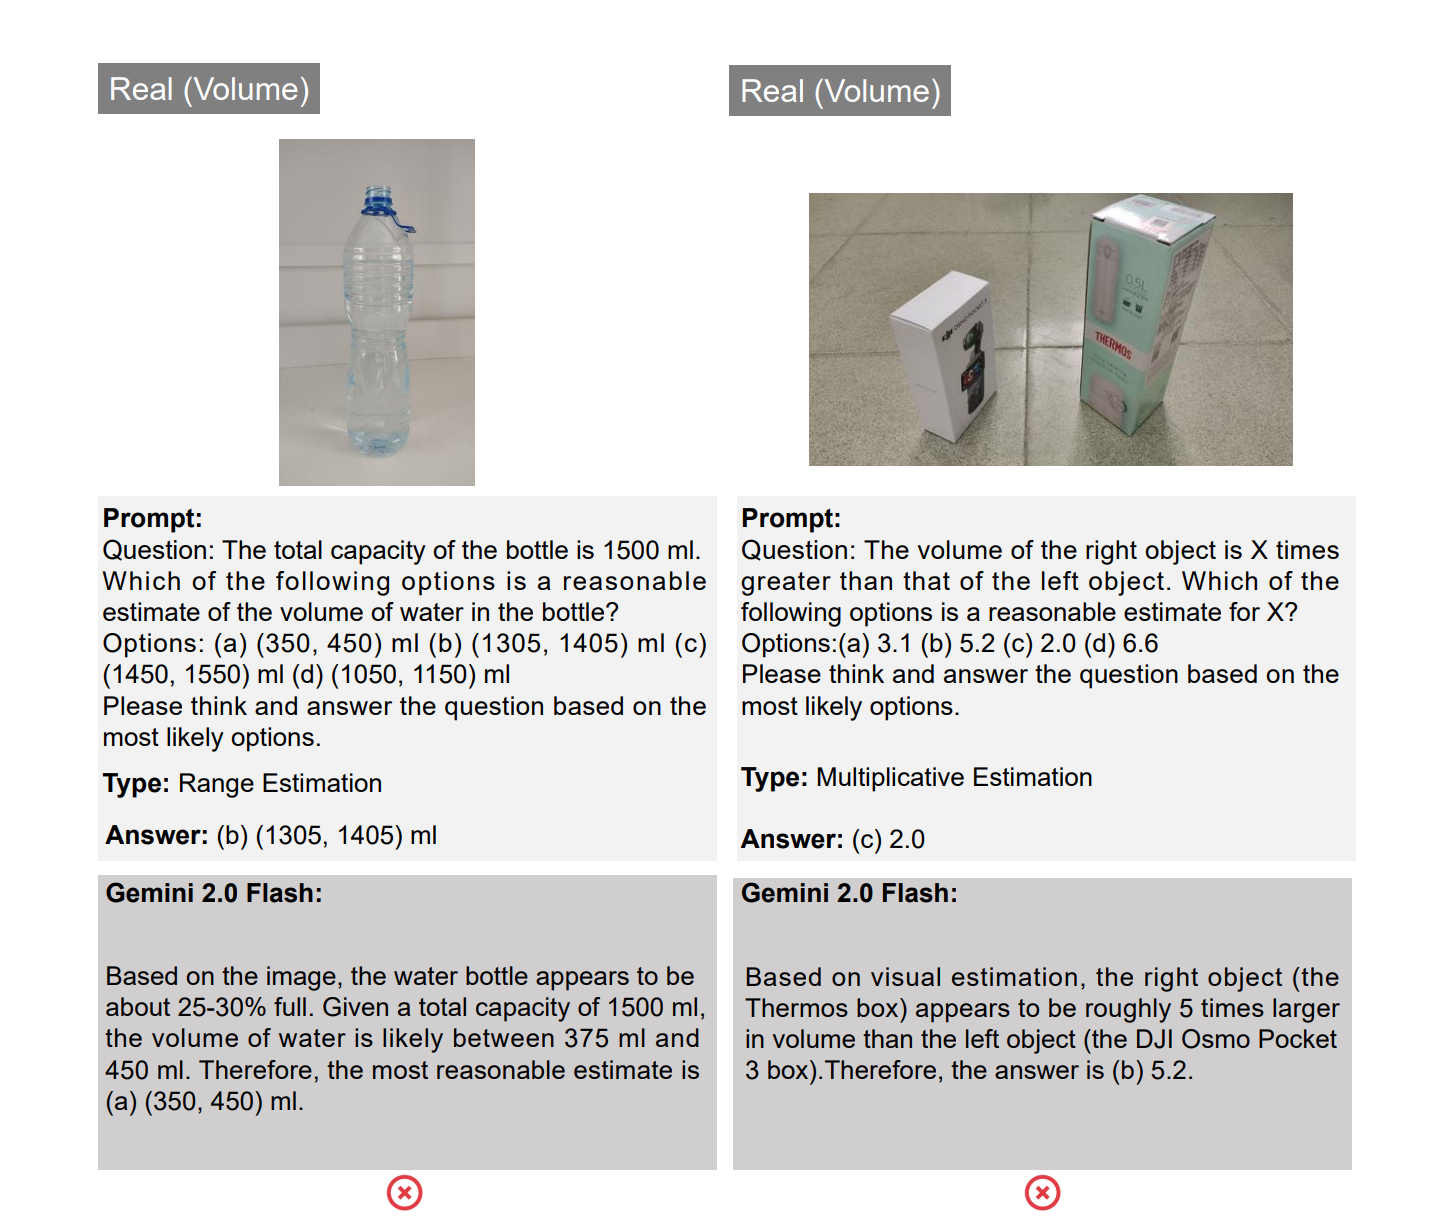 Real (Volume)
Prompt:
Question: The total capacity of the bottle is 1500 ml.
Which of the following options is a reasonable
estimate of the volume of water in the bottle?
Options: (a) (350, 450) ml (b) (1305, 1405) ml (c)
(1450, 1550) ml (d) (1050, 1150) ml
Please think and answer the question based on the
most likely options.
Type: Range Estimation
Answer: (b) (1305, 1405) ml
Gemini 2.0 Flash:
Based on the image, the water bottle appears to be
about 25-30% full. Given a total capacity of 1500 ml,
the volume of water is likely between 375 ml and
450 ml. Therefore, the most reasonable estimate is
(a) (350, 450) ml.
Real (Volume)
OSMO POCKET 3
0.5L
THERMOS
Prompt:
Question: The volume of the right object is X times
greater than that of the left object. Which of the
following options is a reasonable estimate for X?
Options:(a) 3.1 (b) 5.2 (c) 2.0 (d) 6.6
Please think and answer the question based on the
most likely options.
Type: Multiplicative Estimation
Answer: (c) 2.0
Gemini 2.0 Flash:
Based on visual estimation, the right object (the
Thermos box) appears to be roughly 5 times larger
in volume than the left object (the DJI Osmo Pocket
3 box).Therefore, the answer is (b) 5.2.